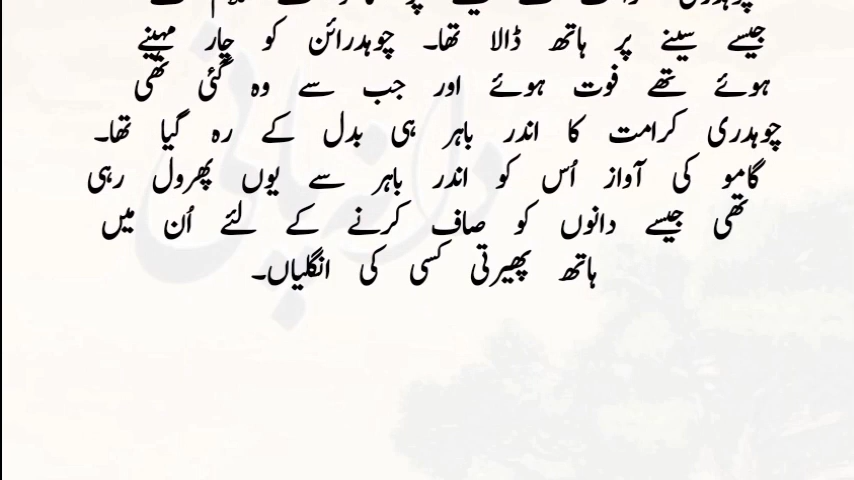 جیسے سینے پر ہاتھ ڈالا تھا۔ چوہدرائن کو چار مہینے
ہوئے تھے فوت ہوئے اور جب سے وہ گئی تھی
چوہدری کرامت کا اندر باہر ہی بدل کے رہ گیا تھا۔
گامو کی آواز اُس کو اندر باہر سے یوں پھرول رہی
تھی جیسے دانوں کو صاف کرنے کے لئے اُن میں
ہاتھ پھیرتی کسی کی انگلیاں۔